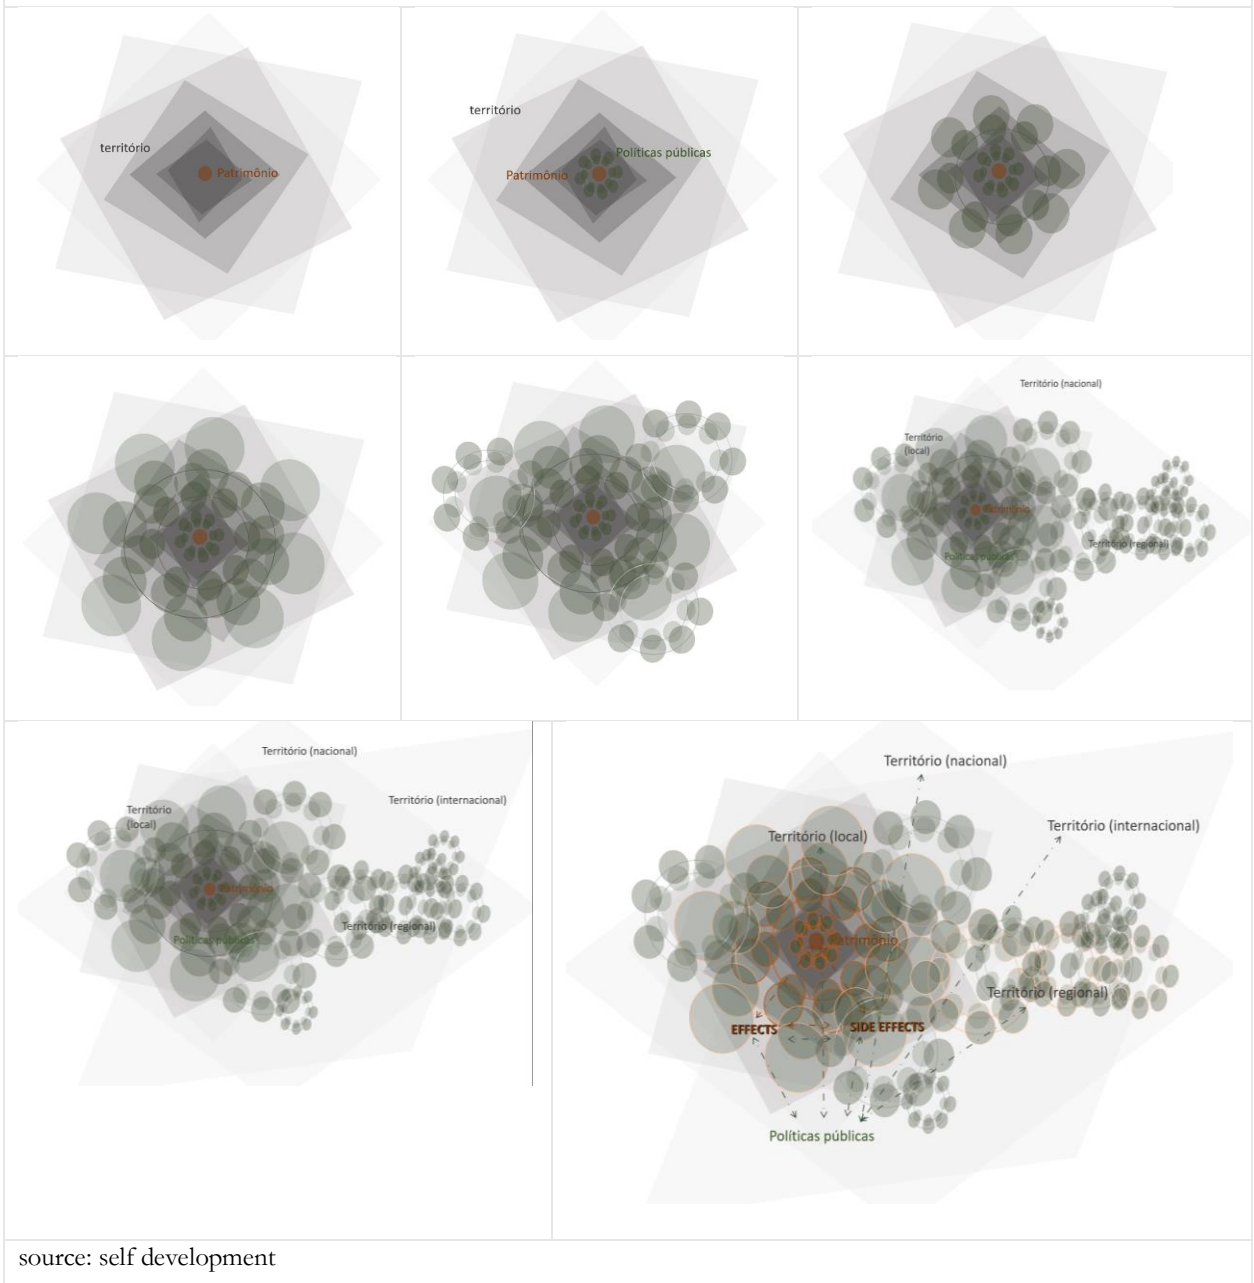 território
Patrimônio
território
Políticas públicas
Patrimônio
Território (nacional)
Território
(local)
Patrimônio
Território (regional)
Políticas públicas
Território (nacional)
Território (internacional)
Território
(local)
Patrimônio
Território (regional)
Políticas públicas
Território (nacional)
Território (internacional)
Território (local)
Patrimônio
Território (regional)
EFFECTS
SIDE EFFECTS
Políticas públicas
source: self development